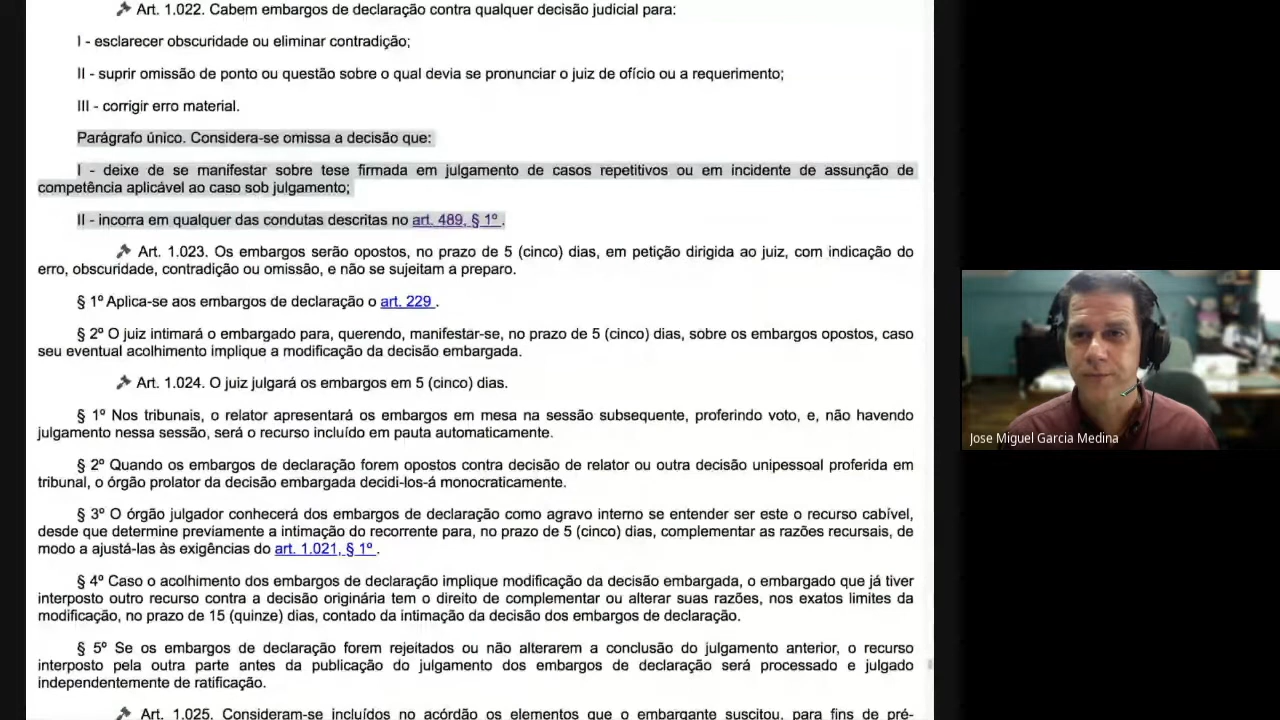 Art. 1.022. Cabem embargos de declaração contra qualquer decisão judicial para:
I - esclarecer obscuridade ou eliminar contradição;
II - suprir omissão de ponto ou questão sobre o qual devia se pronunciar o juiz de ofício ou a requerimento;
III - corrigir erro material.
Parágrafo único. Considera-se omissa a decisão que:
I - deixe de se manifestar sobre tese firmada em julgamento de casos repetitivos ou em incidente de assunção de
competência aplicável ao caso sob julgamento;
II - incorra em qualquer das condutas descritas no art. 489, § 1º .
Art. 1.023. Os embargos serão opostos, no prazo de 5 (cinco) dias, em petição dirigida ao juiz, com indicação do
erro, obscuridade, contradição ou omissão, e não se sujeitam a preparo.
§ 1º Aplica-se aos embargos de declaração o art. 229 .
§ 2º O juiz intimará o embargado para, querendo, manifestar-se, no prazo de 5 (cinco) dias, sobre os embargos opostos, caso
seu eventual acolhimento implique a modificação da decisão embargada.
Art. 1.024. O juiz julgará os embargos em 5 (cinco) dias.
§ 1º Nos tribunais, o relator apresentará os embargos em mesa na sessão subsequente, proferindo voto, e, não havendo
julgamento nessa sessão, será o recurso incluído em pauta automaticamente.
§ 2º Quando os embargos de declaração forem opostos contra decisão de relator ou outra decisão unipessoal proferida em
tribunal, o órgão prolator da decisão embargada decidi-los-á monocraticamente.
§ 3º O órgão julgador conhecerá dos embargos de declaração como agravo interno se entender ser este o recurso cabível,
desde que determine previamente a intimação do recorrente para, no prazo de 5 (cinco) dias, complementar as razões recursais, de
modo a ajustá-las às exigências do art. 1.021, § 1º .
§ 4º Caso o acolhimento dos embargos de declaração implique modificação da decisão embargada, o embargado que já tiver
interposto outro recurso contra a decisão originária tem o direito de complementar ou alterar suas razões, nos exatos limites da
modificação, no prazo de 15 (quinze) dias, contado da intimação da decisão dos embargos de declaração.
§ 5º Se os embargos de declaração forem rejeitados ou não alterarem a conclusão do julgamento anterior, o recurso
interposto pela outra parte antes da publicação do julgamento dos embargos de declaração será processado e julgado
independentemente de ratificação.
Art. 1.025. Consideram-se incluídos no acórdão os elementos que o embargante suscitou, para fins de pré-
Jose Miguel Garcia Medina